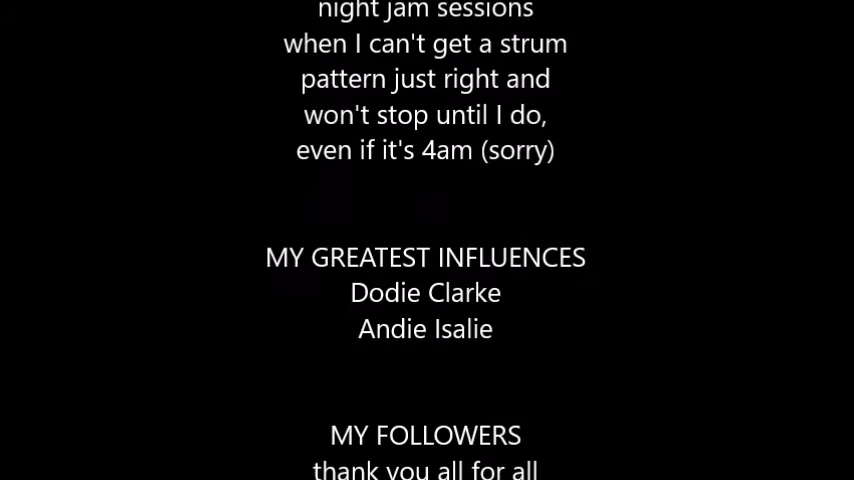 night jam sessions
when I can't get a strum
pattern just right and
won't stop until I do,
even if it's 4am (sorry)
MY GREATEST INFLUENCES
Dodie Clarke
Andie Isalie
MY FOLLOWERS
thank you all for all